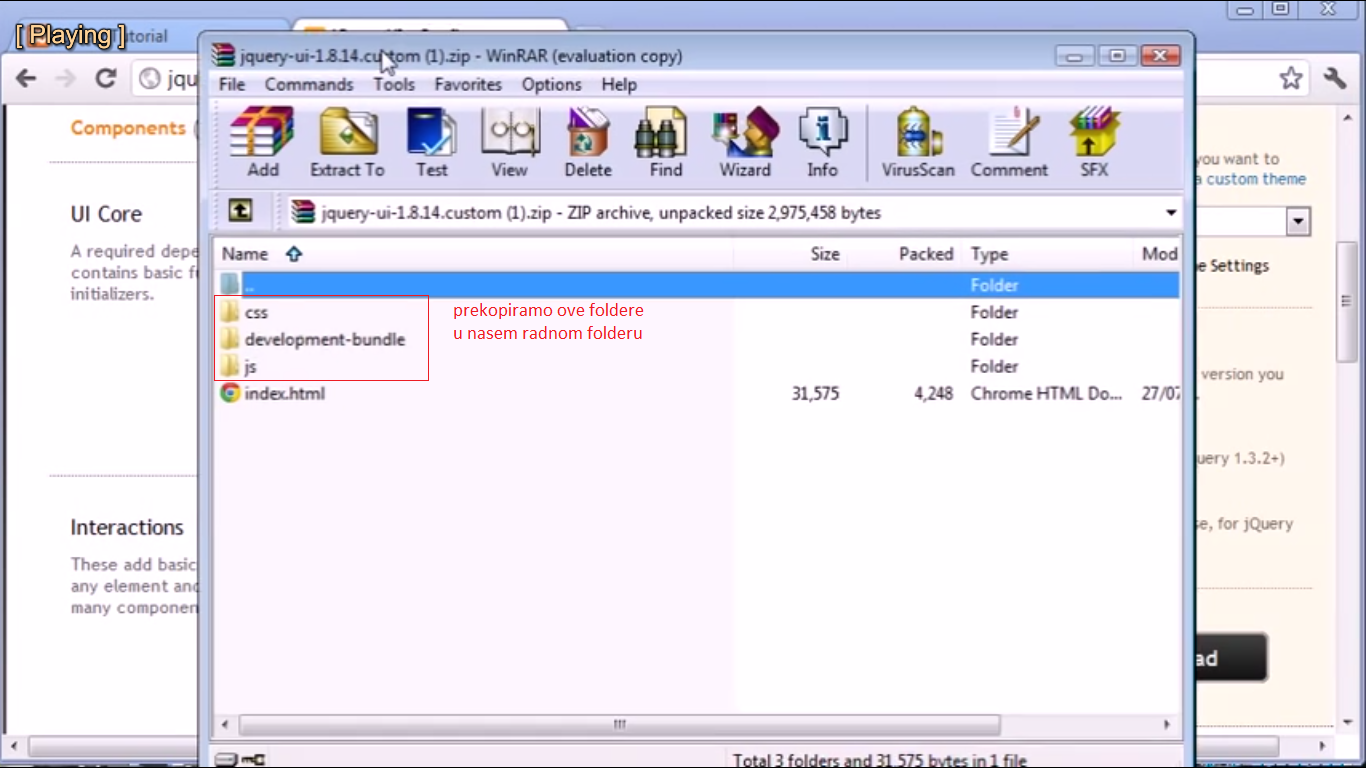 [ Playing ]
torial
jqu
jquery-ui-1.8.14.custom (1).zip - WinRAR (evaluation copy)
File Commands Tools Favorites Options Help
Add Extract To Test View Delete Find Wizard Info VirusScan Comment SFX
jquery-ui-1.8.14.custom (1).zip - ZIP archive, unpacked size 2,975,458 bytes
Name Size Packed Type Mod
.. Folder
css Folder
development-bundle Folder
js Folder
index.html 31,575 4,248 Chrome HTML Do... 27/07
prekopiramo ove foldere
u nasem radnom folderu
Total 3 folders and 31,575 bytes in 1 file
Components (
UI Core
A required depe
contains basic f
initializers.
Interactions
These add basic
any element and
many componen
you want to
a custom theme
e Settings
version you
uery 1.3.2+)
se, for jQuery
ad